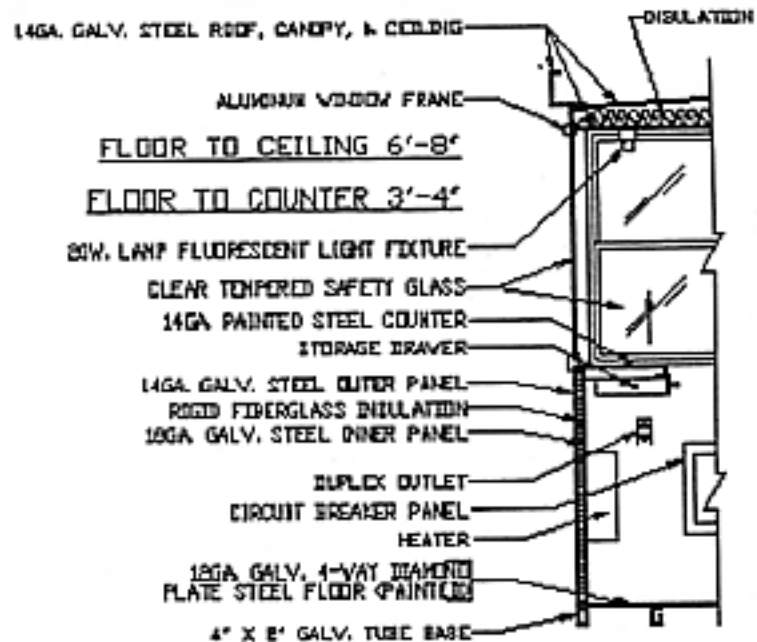 14GA. GALV. STEEL ROOF, CANOPY, & CEILING
INSULATION
ALUMINUM WINDOW FRAME
FLOOR TO CEILING 6'-8"
FLOOR TO COUNTER 3'-4"
20W. LAMP FLUORESCENT LIGHT FIXTURE
CLEAR TEMPERED SAFETY GLASS
14GA. PAINTED STEEL COUNTER
STORAGE DRAWER
14GA. GALV. STEEL OUTER PANEL
RIGID FIBERGLASS INSULATION
18GA. GALV. STEEL INNER PANEL
DUPLEX OUTLET
CIRCUIT BREAKER PANEL
HEATER
GALV. 4-WAY DIAMOND
PLATE STEEL FLOOR (PAINTED)
4" X GALV. TUBE BASE